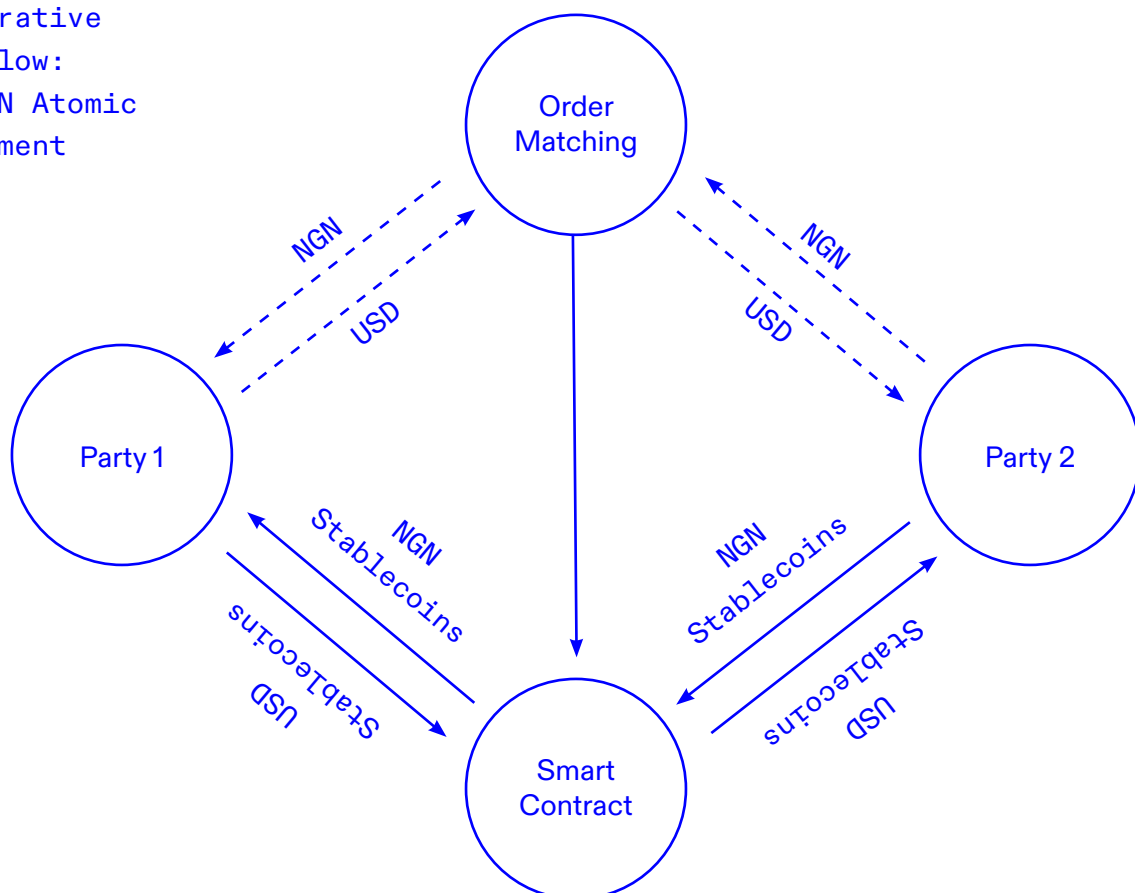 rative
low:
N Atomic
ment
Order
Matching
NGN
USD
NGN
USD
Party 1
Party 2
NGN
Stablecoins
USD
Stablecoins
NGN
Stablecoins
USD
Stablecoins
Smart
Contract